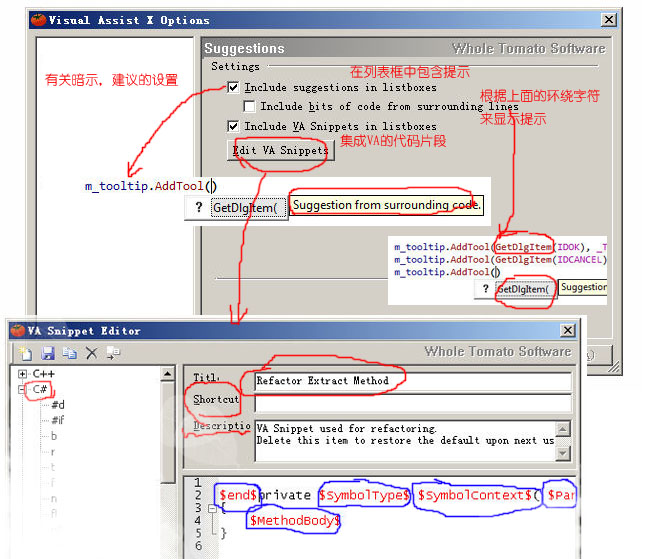 Visual Assist X Options
Suggestions
Whole Tomato Software
Settings
有关暗示，建议的设置
在列表框中包含提示
Include suggestions in listboxes
根据上面的环绕字符
来显示提示
Include bits of code from surrounding lines
Include VA Snippets in listboxes
集成VA的代码片段
Edit VA Snippets
m_tooltip.AddTool()
? GetDlgItem(
Suggestion from surrounding code.
m_tooltip.AddTool(GetDlgItem(IDOK), _T
m_tooltip.AddTool(GetDlgItem(IDCANCEL)
m_tooltip.AddTool(
? GetDlgItem(
Suggestion
VA Snippet Editor
Whole Tomato Software
C++
C#
#d
#if
b
r
t
n
Title
Refactor Extract Method
Shortcut
Descriptio
VA Snippet used for refactoring.
Delete this item to restore the default upon next us
1
2 $end$private $SymbolType$ $SymbolContext$( $Par
3 {
4 $MethodBody$
5 }
6